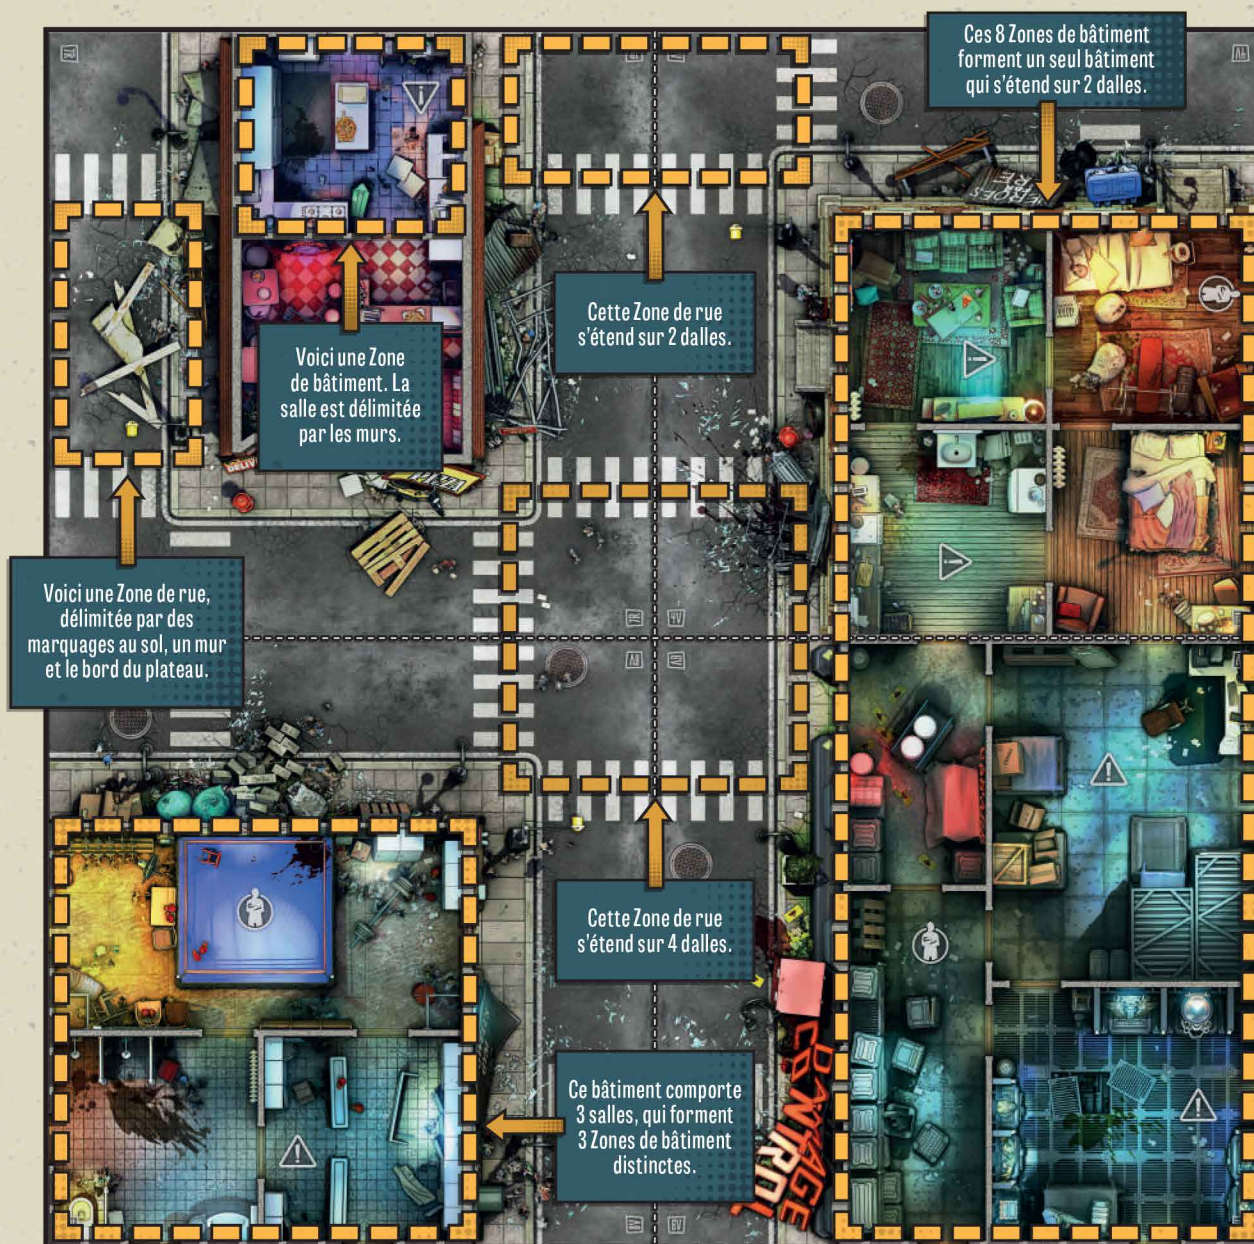 Ces 8 Zones de bâtiment
forment un seul bâtiment
qui s'étend sur 2 dalles.
Cette Zone de rue
s'étend sur 2 dalles.
Voici une Zone
de bâtiment. La
salle est délimitée
par les murs.
Voici une Zone de rue,
délimitée par des
marquages au sol, un mur
et le bord du plateau.
Cette Zone de rue
s'étend sur 4 dalles.
Ce bâtiment comporte
3 salles, qui forment
3 Zones de bâtiment
distinctes.
DAMAGE
CONTROL